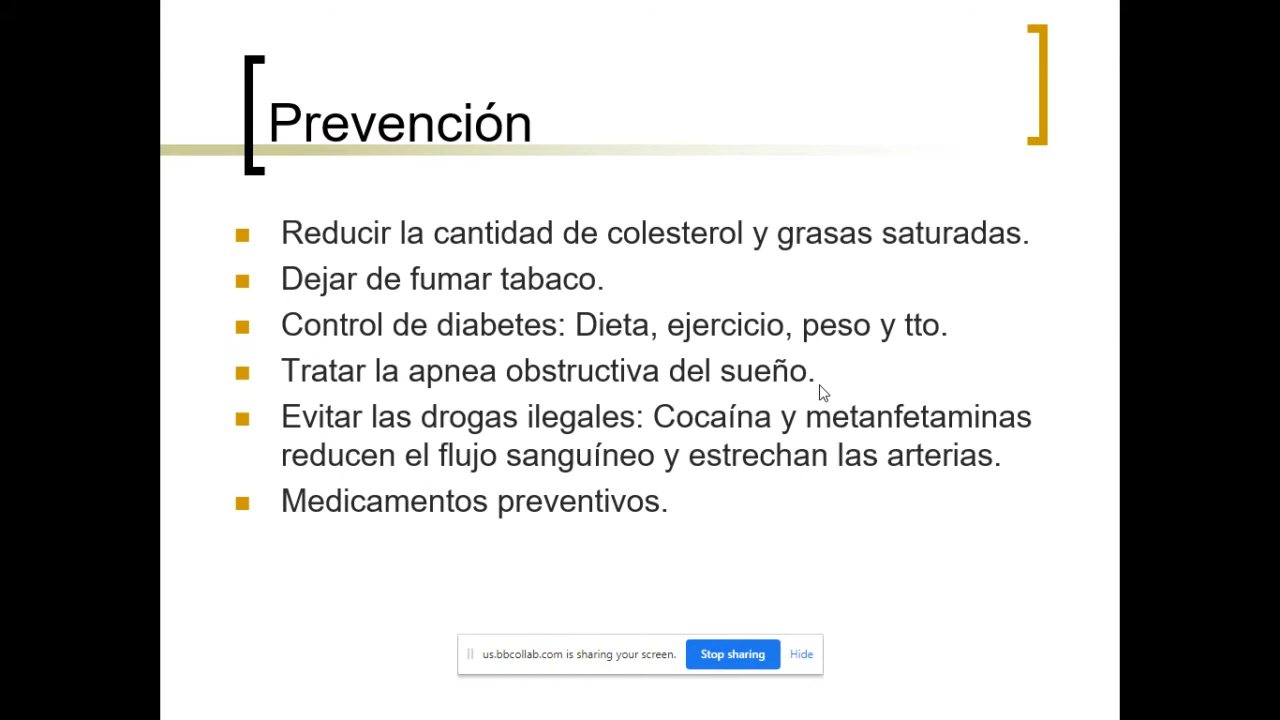 Prevención
Reducir la cantidad de colesterol y grasas saturadas.
Dejar de fumar tabaco.
Control de diabetes: Dieta, ejercicio, peso y tto.
Tratar la apnea obstructiva del sueño.
Evitar las drogas ilegales: Cocaína y metanfetaminas
reducen el flujo sanguíneo y estrechan las arterias.
Medicamentos preventivos.
us.bbcollab.com is sharing your screen. Stop sharing Hide